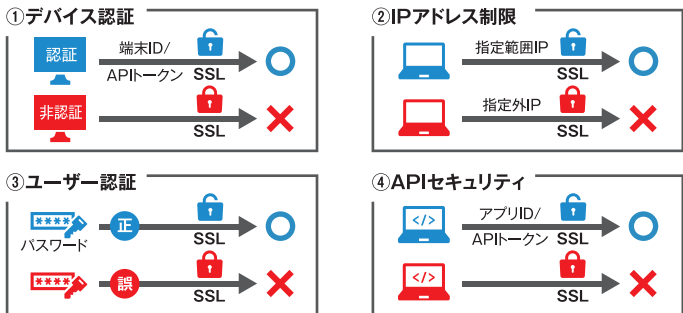 ①デバイス認証
認証
端末ID/
APIトークン
SSL
非認証
SSL
②IPアドレス制限
指定範囲IP
SSL
指定外IP
SSL
③ユーザー認証
****
パスワード
正
SSL
****
誤
SSL
④APIセキュリティ
</>
アプリID/
APIトークン
SSL
</>
SSL